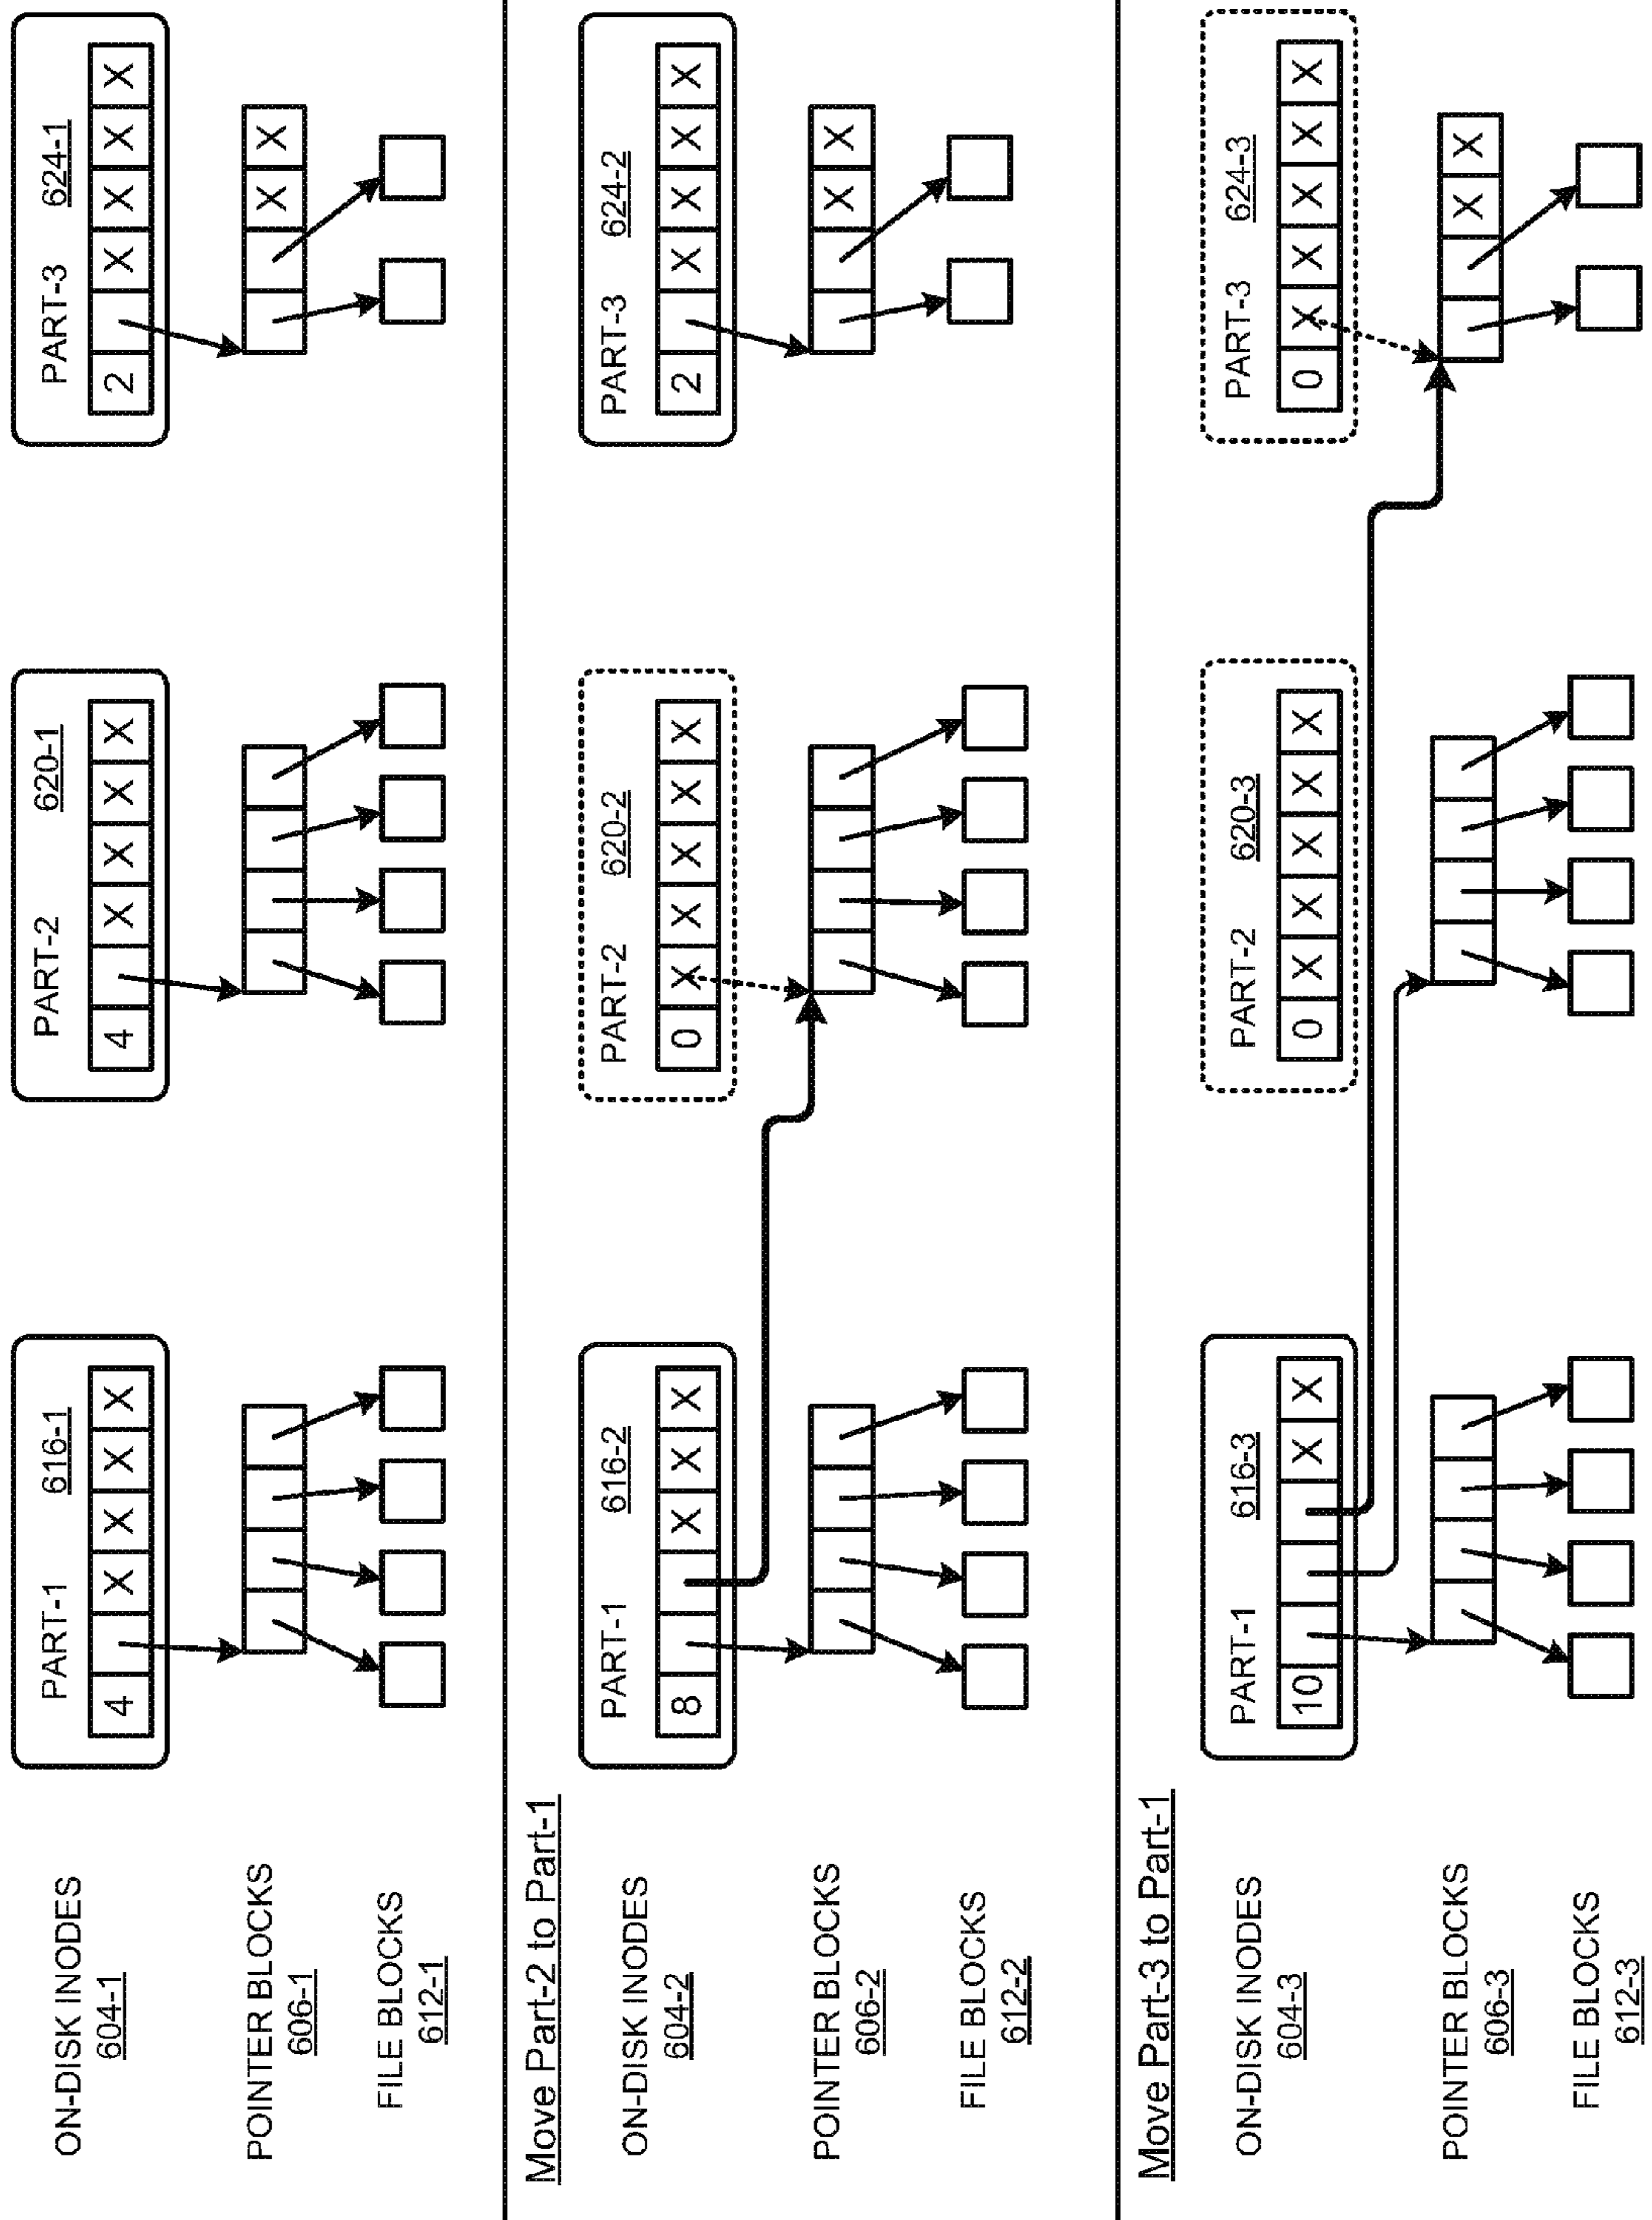 PART-1 616-1
PART-2 620-1
PART-3 624-1
ON-DISK INODES
604-1
4 X X X X
4 X X X X
2 X X X X
POINTER BLOCKS
606-1
X X
FILE BLOCKS
612-1
Move Part-2 to Part-1
PART-1 616-2
PART-2 620-2
PART-3 624-2
ON-DISK INODES
604-2
8 X X X
0 X X X X X
2 X X X X
POINTER BLOCKS
606-2
X X
FILE BLOCKS
612-2
Move Part-3 to Part-1
PART-1 616-3
PART-2 620-3
PART-3 624-3
ON-DISK INODES
604-3
10 X X
0 X X X X X
0 X X X X X
POINTER BLOCKS
606-3
X X
FILE BLOCKS
612-3